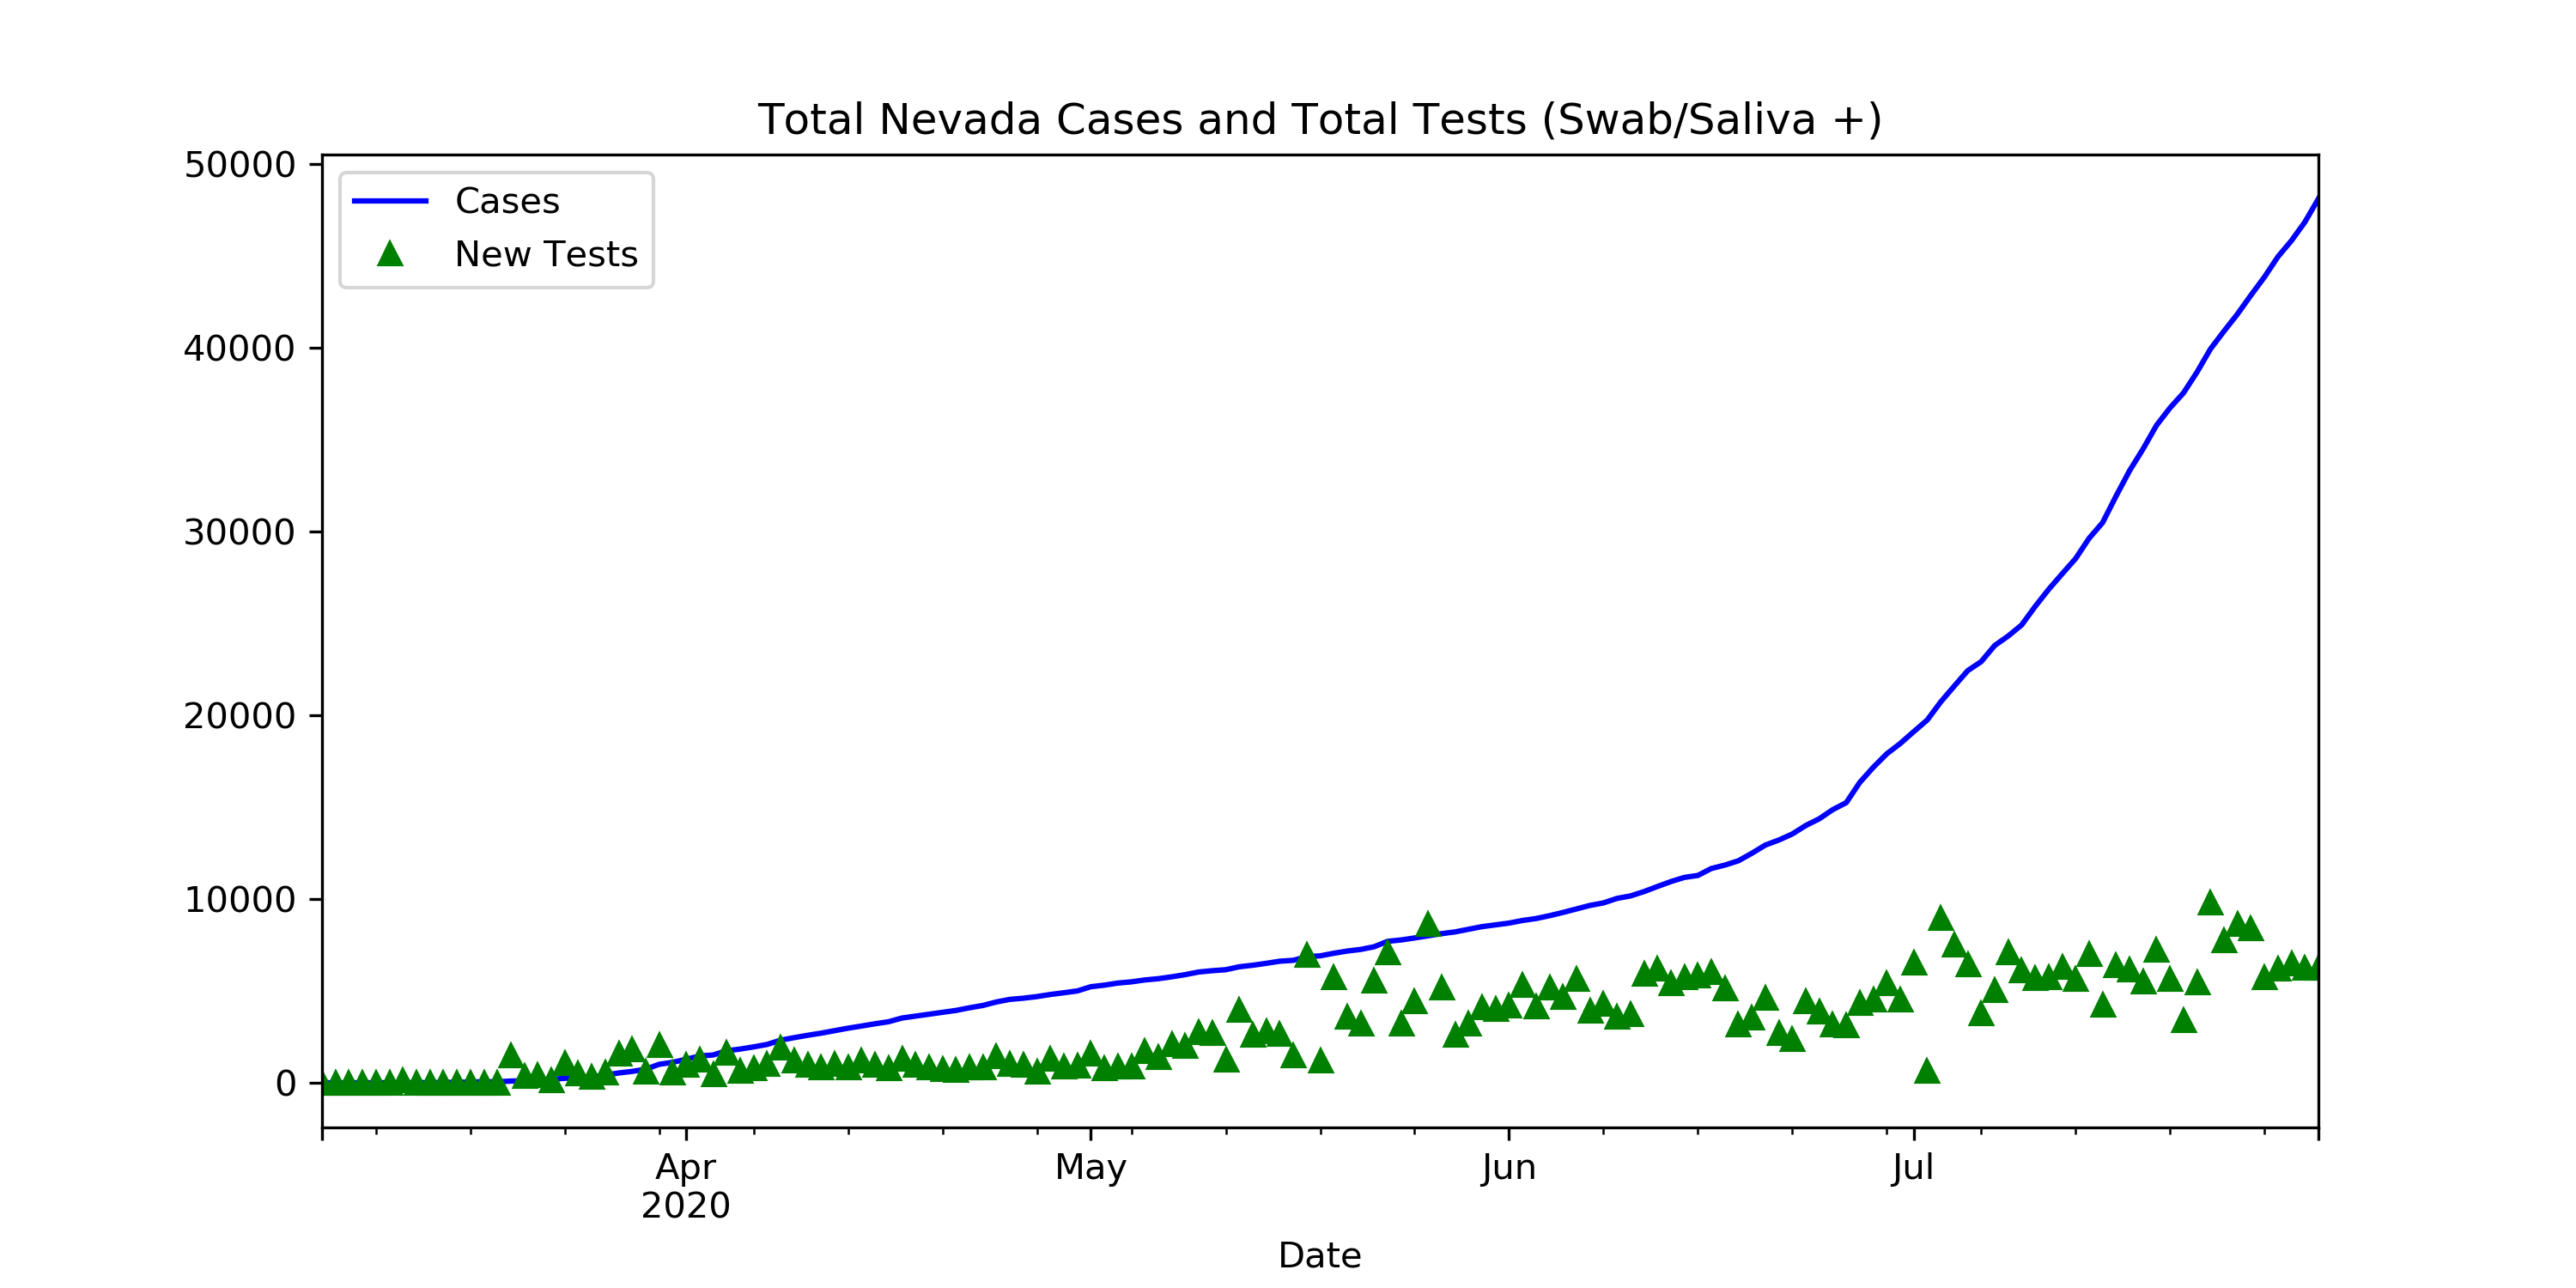 Total Nevada Cases and Total Tests (Swab/Saliva +)
50000
40000
30000
20000
10000
0
Cases
New Tests
Apr
2020
May
Jun
Jul
Date